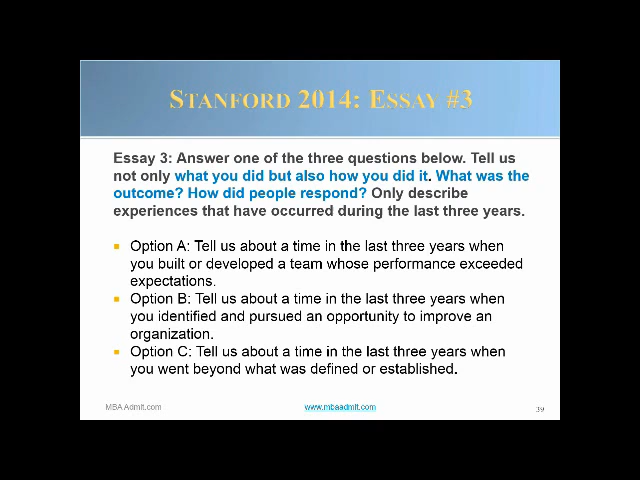 STANFORD 2014: ESSAY #3
Essay 3: Answer one of the three questions below. Tell us
not only what you did but also how you did it. What was the
outcome? How did people respond? Only describe
experiences that have occurred during the last three years.
Option A: Tell us about a time in the last three years when
you built or developed a team whose performance exceeded
expectations.
Option B: Tell us about a time in the last three years when
you identified and pursued an opportunity to improve an
organization.
Option C: Tell us about a time in the last three years when
you went beyond what was defined or established.
MBA Admit.com www.mbaadmit.com 39